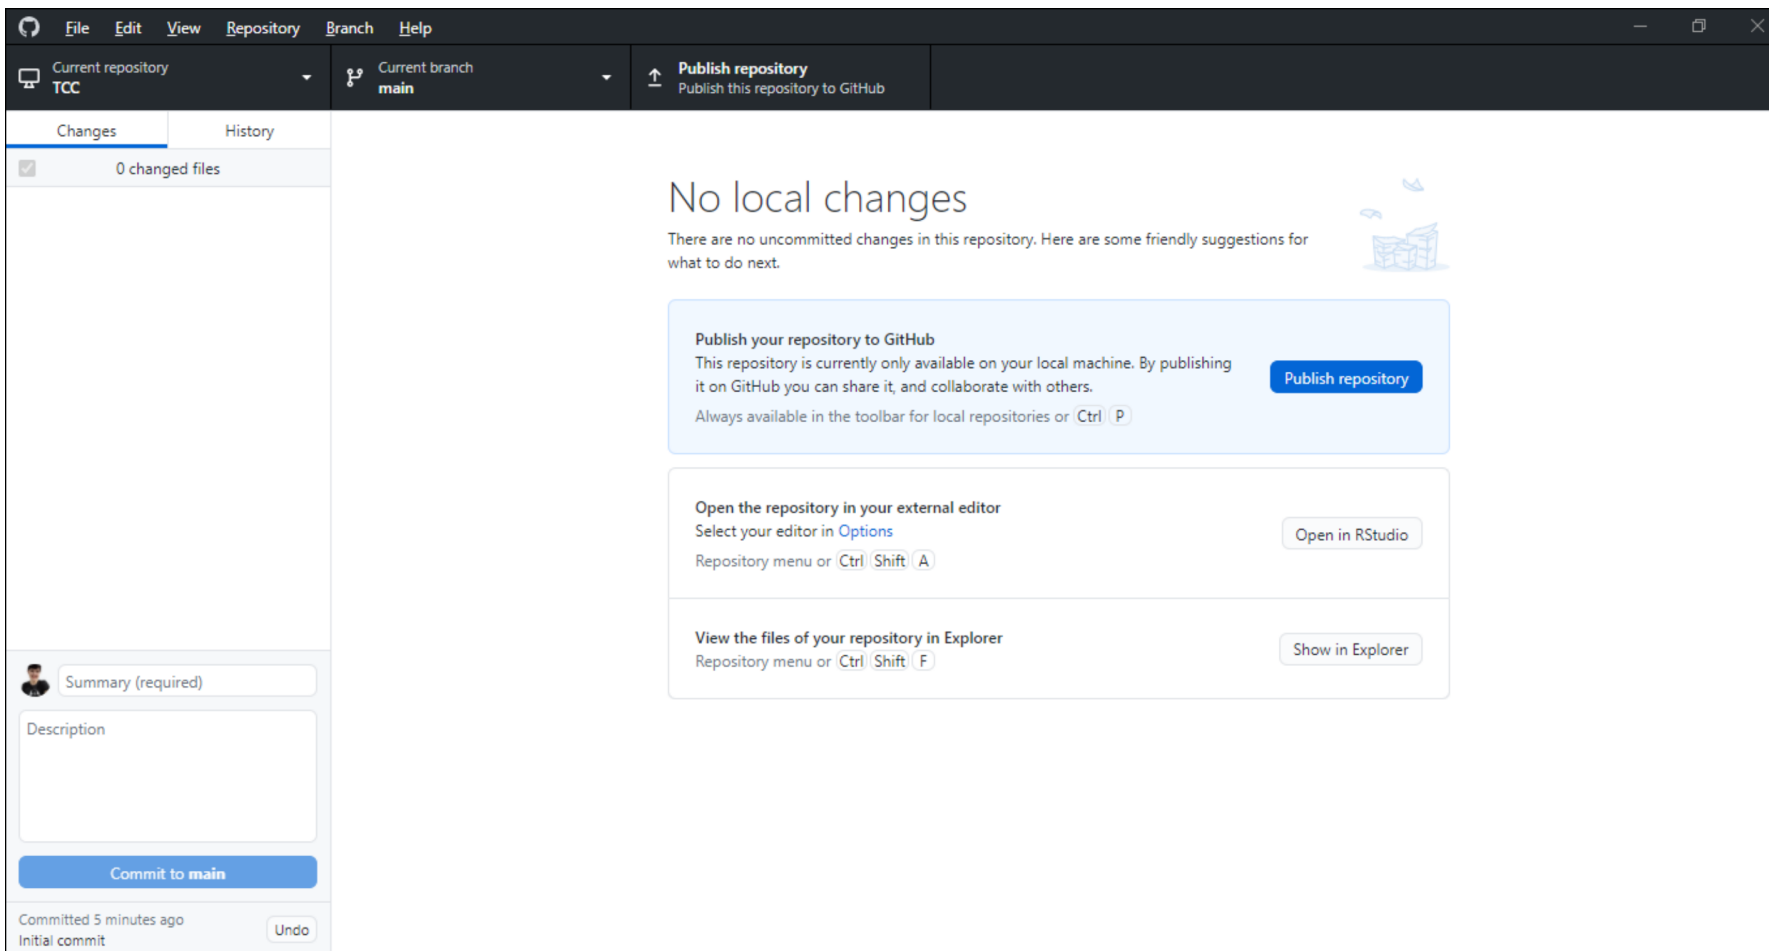 File Edit View Repository Branch Help
Current repository
TCC
Current branch
main
Publish repository
Publish this repository to GitHub
Changes History
0 changed files
No local changes
There are no uncommitted changes in this repository. Here are some friendly suggestions for
what to do next.
Publish your repository to GitHub
This repository is currently only available on your local machine. By publishing
it on GitHub you can share it, and collaborate with others.
Always available in the toolbar for local repositories or Ctrl P
Publish repository
Open the repository in your external editor
Select your editor in Options
Repository menu or Ctrl Shift A
Open in RStudio
View the files of your repository in Explorer
Repository menu or Ctrl Shift F
Show in Explorer
Summary (required)
Description
Commit to main
Committed 5 minutes ago
Initial commit
Undo